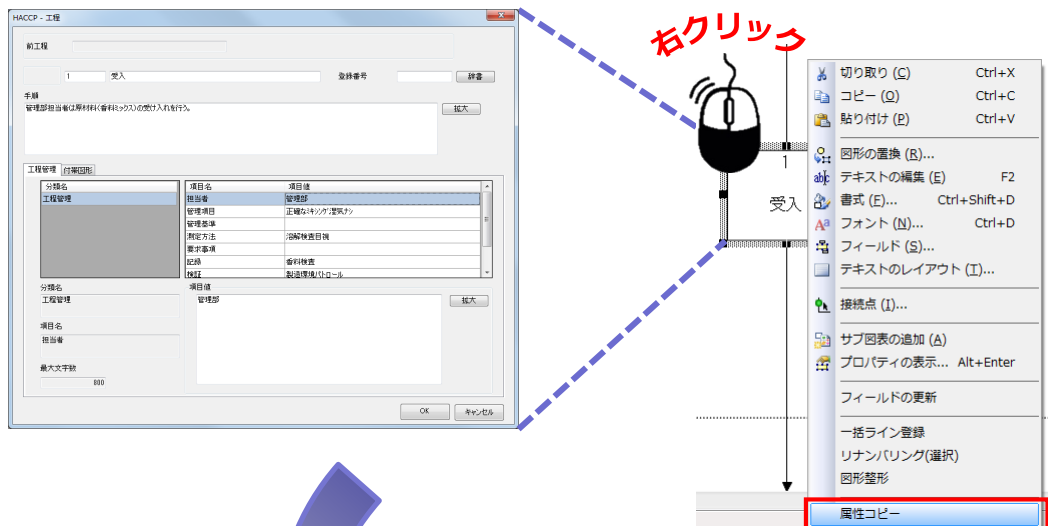 HACCP - 工程
前工程
1 受入 登録番号 辞書
手順
管理部担当者は原材料(香料ミックス)の受け入れを行う。
拡大
工程管理 付帯図形
分類名 項目名 項目値
工程管理 担当者 管理部
管理項目 正確なミキシング 湿気ナシ
管理基準
測定方法 溶解検査目視
要求事項
記録 香料検査
検証 製造環境パトロール
分類名 項目値
工程管理 管理部 拡大
項目名
担当者
最大文字数
800
OK キャンセル
右クリック
1
受入
切り取り (C) Ctrl+X
コピー (O) Ctrl+C
貼り付け (P) Ctrl+V
図形の置換 (R)...
テキストの編集 (E) F2
書式 (F)... Ctrl+Shift+D
フォント (N)... Ctrl+D
フィールド (S)...
テキストのレイアウト (T)...
接続点 (I)...
サブ図表の追加 (A)
プロパティの表示... Alt+Enter
フィールドの更新
一括ライン登録
リナンバリング(選択)
図形整形
属性コピー